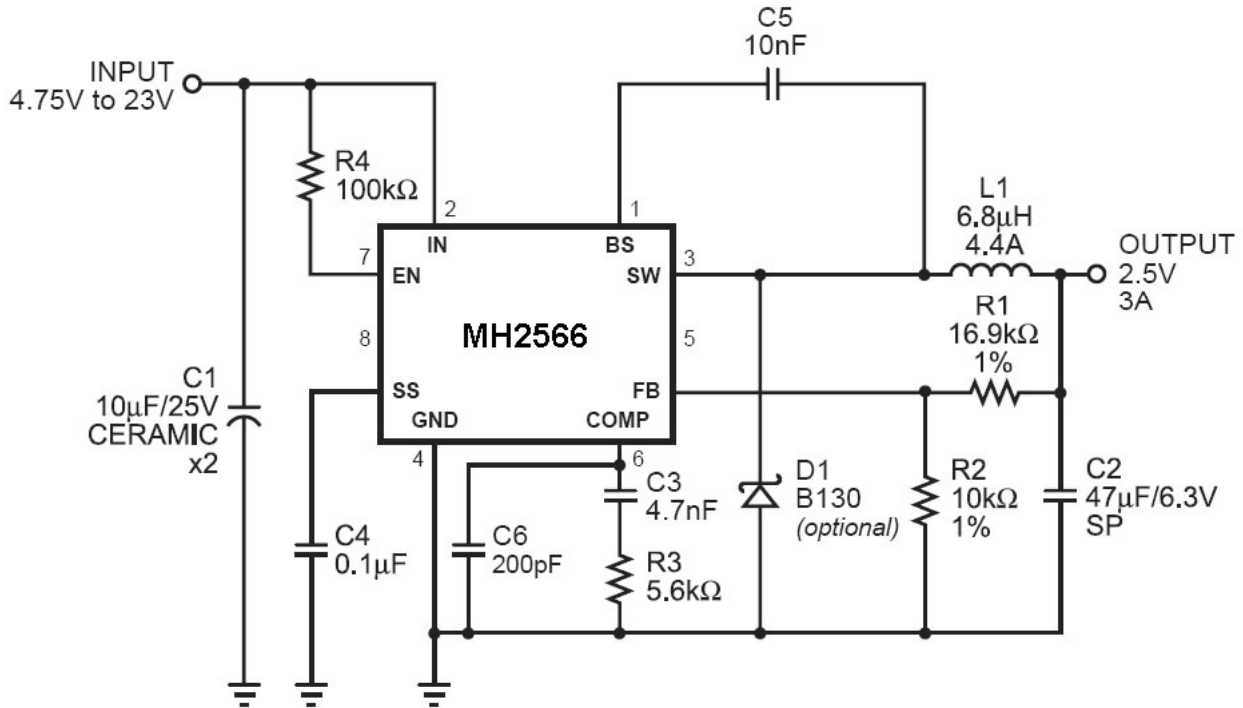 C5
10nF
INPUT
4.75V to 23V
R4
100kΩ
2
1
IN
BS
L1
6.8µH
4.4A
OUTPUT
2.5V
3A
7
EN
SW
3
R1
16.9kΩ
1%
8
MH2566
5
C1
10µF/25V
CERAMIC
x2
SS
FB
GND
COMP
4
6
C3
4.7nF
D1
B130
(optional)
R2
10kΩ
1%
C2
47µF/6.3V
SP
C4
0.1µF
C6
200pF
R3
5.6kΩ